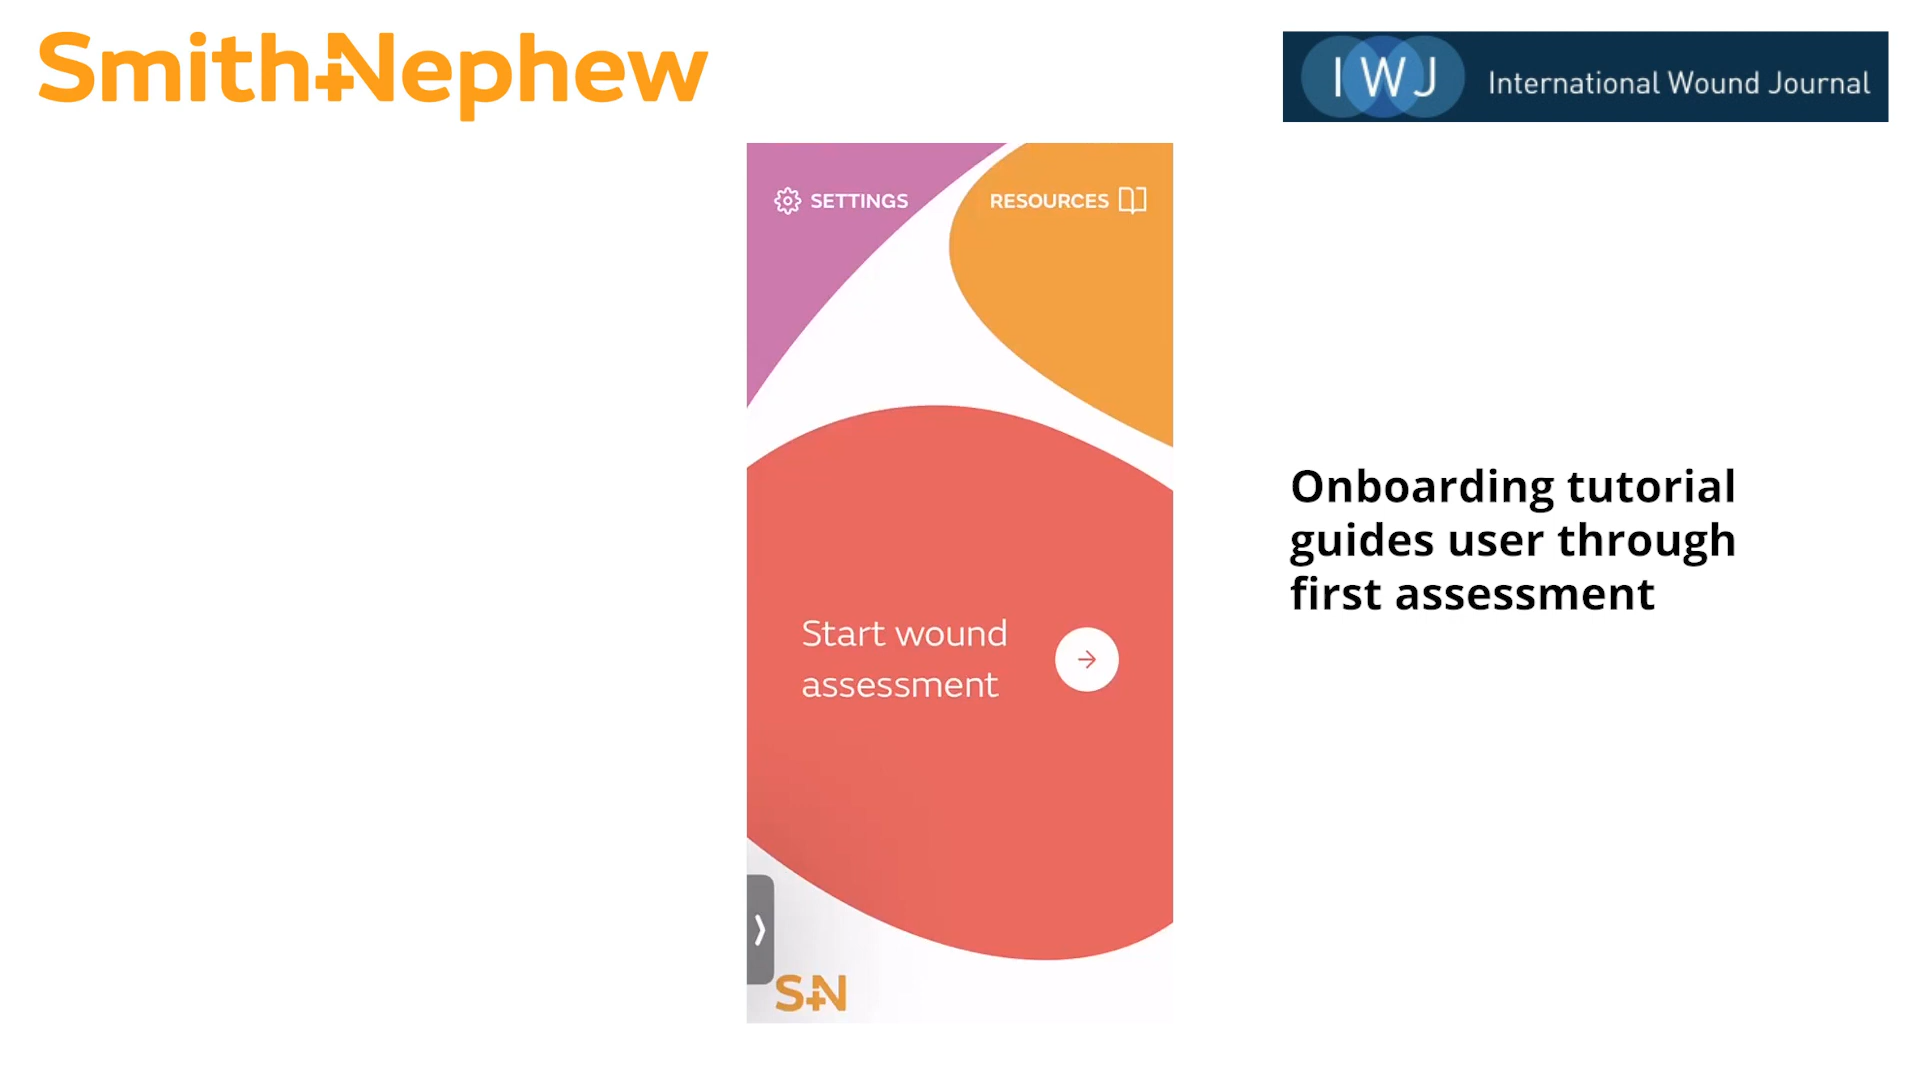 Smith+Nephew
IWJ International Wound Journal
SETTINGS
RESOURCES
Start wound
assessment
S+N
Onboarding tutorial
guides user through
first assessment